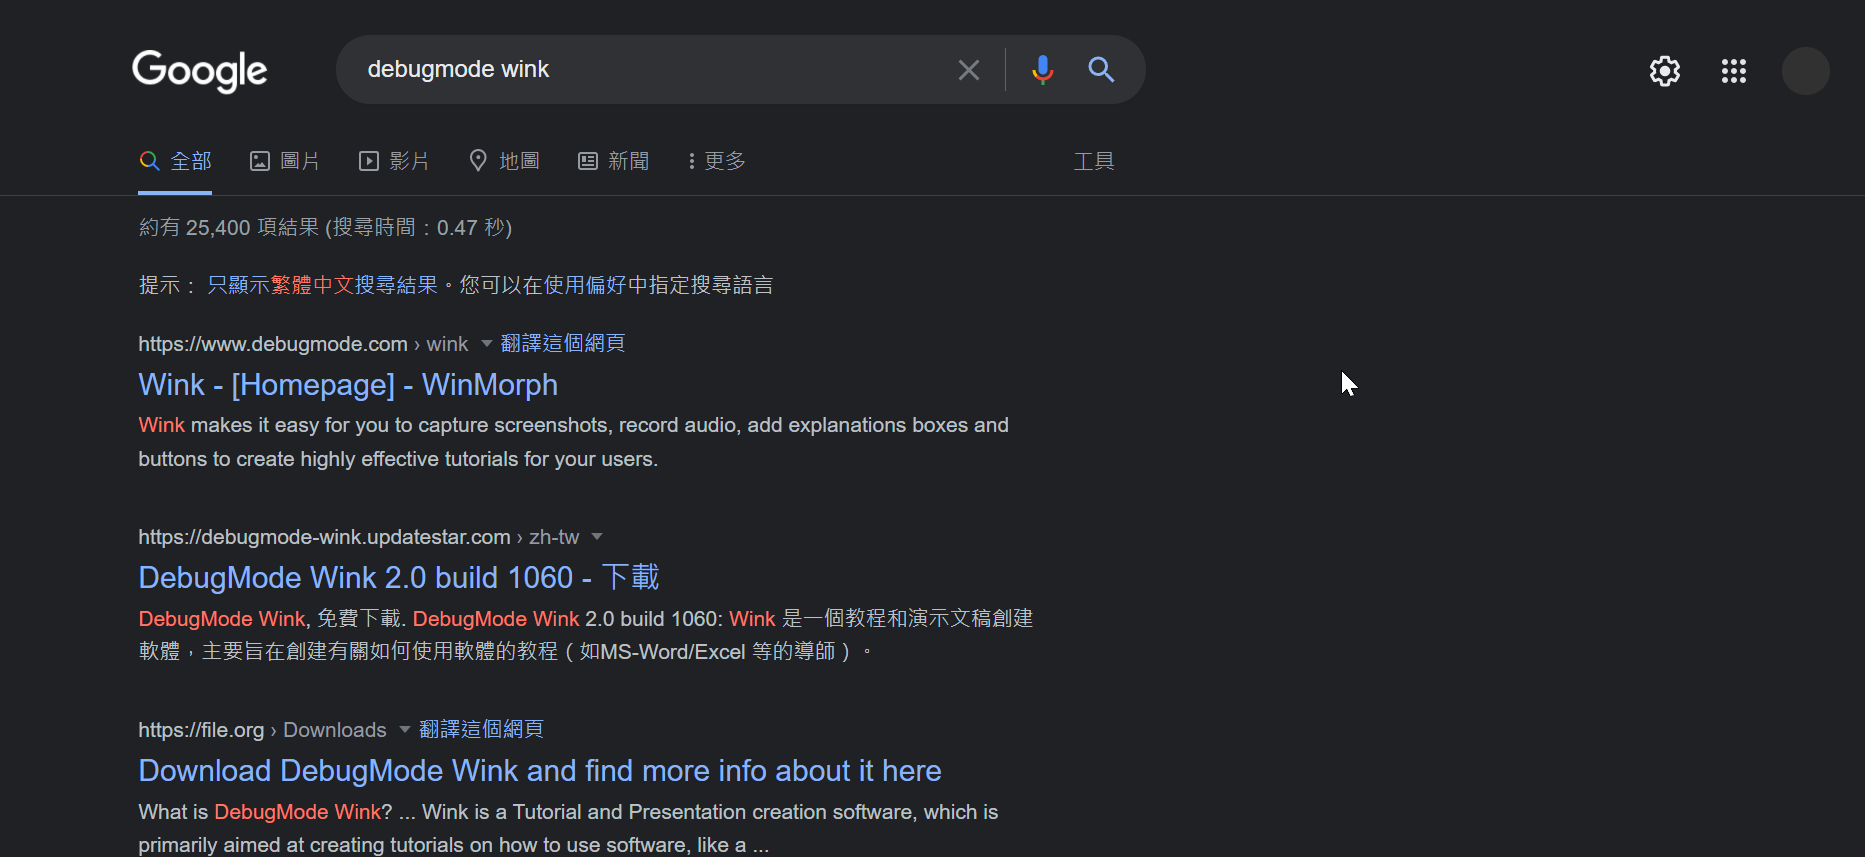 Google
debugmode wink
全部 圖片 影片 地圖 新聞 更多 工具
約有 25,400 項結果 (搜尋時間：0.47 秒)
提示： 只顯示繁體中文搜尋結果。您可以在使用偏好中指定搜尋語言
https://www.debugmode.com › wink 翻譯這個網頁
Wink - [Homepage] - WinMorph
Wink makes it easy for you to capture screenshots, record audio, add explanations boxes and
buttons to create highly effective tutorials for your users.
https://debugmode-wink.updatestar.com › zh-tw
DebugMode Wink 2.0 build 1060 - 下載
DebugMode Wink, 免費下載. DebugMode Wink 2.0 build 1060: Wink 是一個教程和演示文稿創建
軟體，主要旨在創建有關如何使用軟體的教程（如MS-Word/Excel 等的導師）。
https://file.org › Downloads 翻譯這個網頁
Download DebugMode Wink and find more info about it here
What is DebugMode Wink? ... Wink is a Tutorial and Presentation creation software, which is
primarily aimed at creating tutorials on how to use software, like a ...